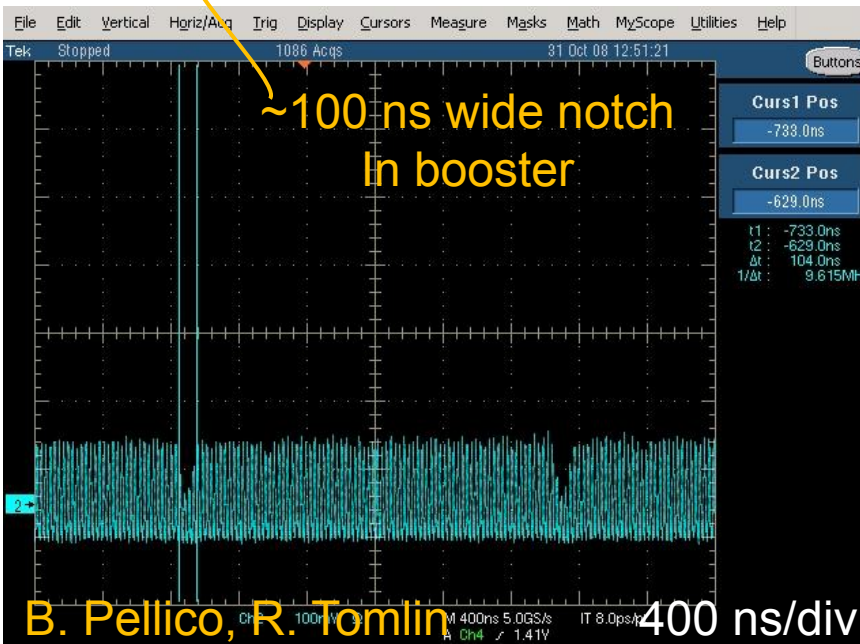 File Edit Vertical Horiz/Acq Trig Display Cursors Measure Masks Math MyScope Utilities Help
Tek Stopped 1086 Acqs 31 Oct 08 12:51:21
Buttons
~100 ns wide notch
In booster
Curs1 Pos
-733.0ns
Curs2 Pos
-629.0ns
t1 : -733.0ns
t2 : -629.0ns
Δt : 104.0ns
1/Δt : 9.615MH
2
Ch2 100mV M 400ns 5.0GS/s IT 8.0ps/p
A Ch4 1.41V
B. Pellico, R. Tomlin
400 ns/div